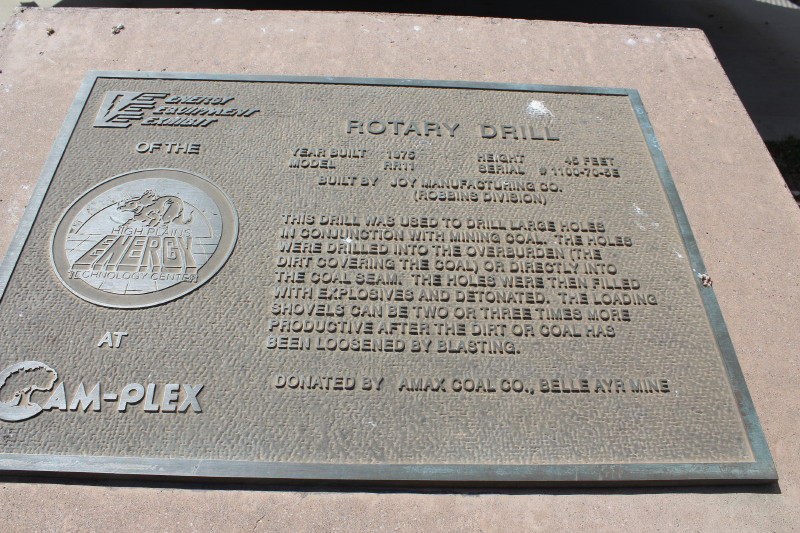 ENERGY
EQUIPMENT
EXHIBIT
OF THE
HIGH PLAINS
ENERGY
TECHNOLOGY CENTER
AT
CAM-PLEX
ROTARY DRILL
YEAR BUILT 1975 HEIGHT 45 FEET
MODEL RR11 SERIAL # 1100-70-5E
BUILT BY JOY MANUFACTURING CO.
(ROBBINS DIVISION)
THIS DRILL WAS USED TO DRILL LARGE HOLES
IN CONJUNCTION WITH MINING COAL. THE HOLES
WERE DRILLED INTO THE OVERBURDEN (THE
DIRT COVERING THE COAL) OR DIRECTLY INTO
THE COAL SEAM. THE HOLES WERE THEN FILLED
WITH EXPLOSIVES AND DETONATED. THE LOADING
SHOVELS CAN BE TWO OR THREE TIMES MORE
PRODUCTIVE AFTER THE DIRT OR COAL HAS
BEEN LOOSENED BY BLASTING.
DONATED BY AMAX COAL CO., BELLE AYR MINE